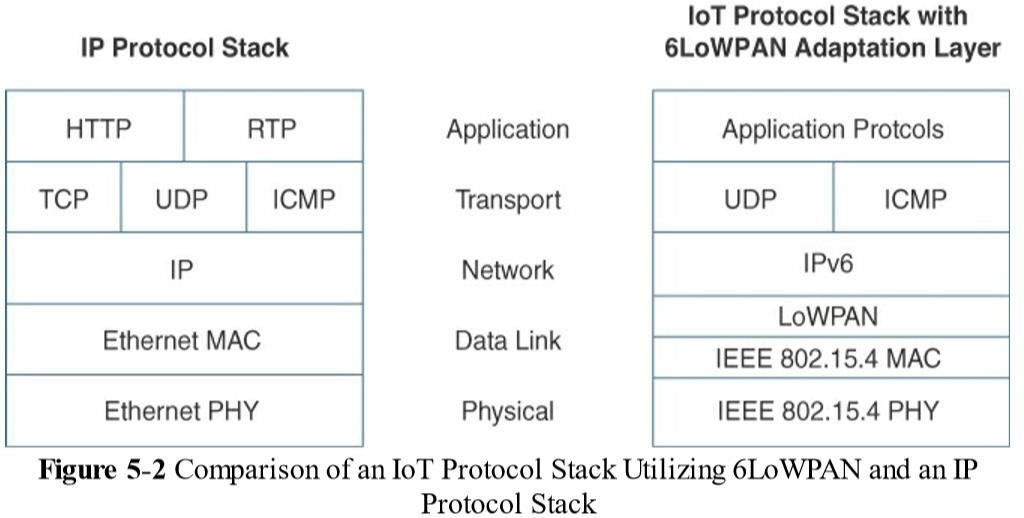 IP Protocol Stack
IoT Protocol Stack with
6LoWPAN Adaptation Layer
HTTP RTP Application Application Protcols
TCP UDP ICMP Transport UDP ICMP
IP Network IPv6
Ethernet MAC Data Link LoWPAN
IEEE 802.15.4 MAC
Ethernet PHY Physical IEEE 802.15.4 PHY
Figure 5-2 Comparison of an IoT Protocol Stack Utilizing 6LoWPAN and an IP
Protocol Stack